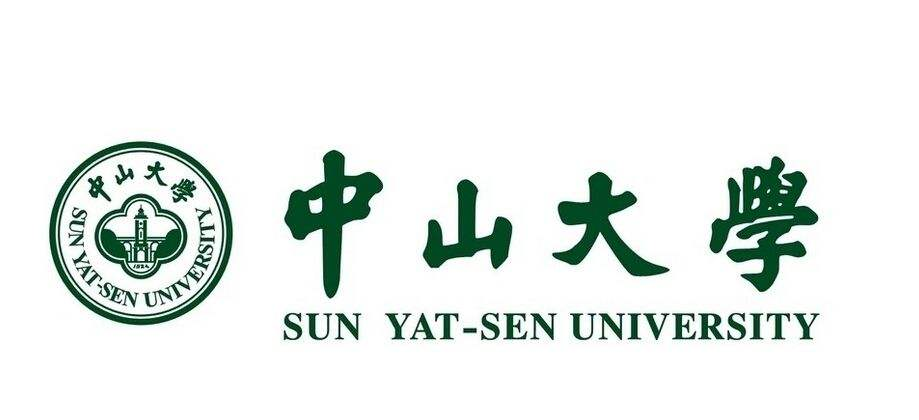 中山大學
SUN YAT-SEN UNIVERSITY
1924
中山大學
SUN YAT-SEN UNIVERSITY